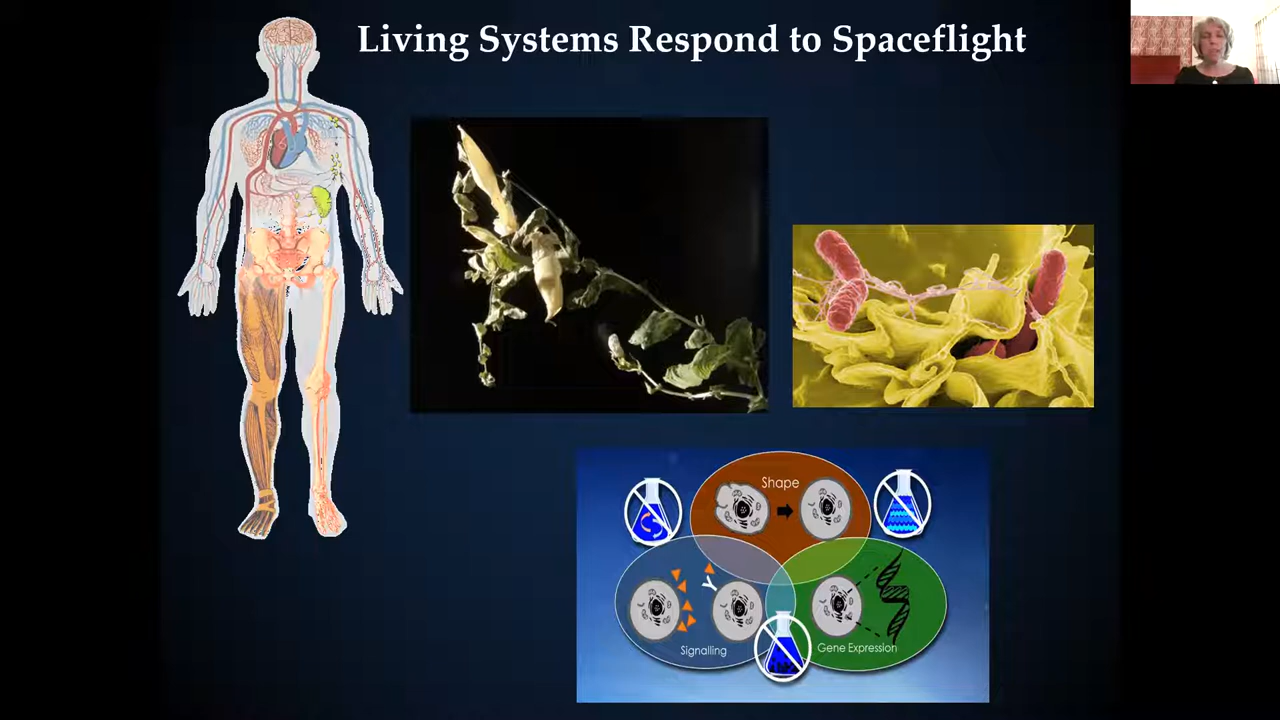 Living Systems Respond to Spaceflight
Shape
Signalling
Gene Expression